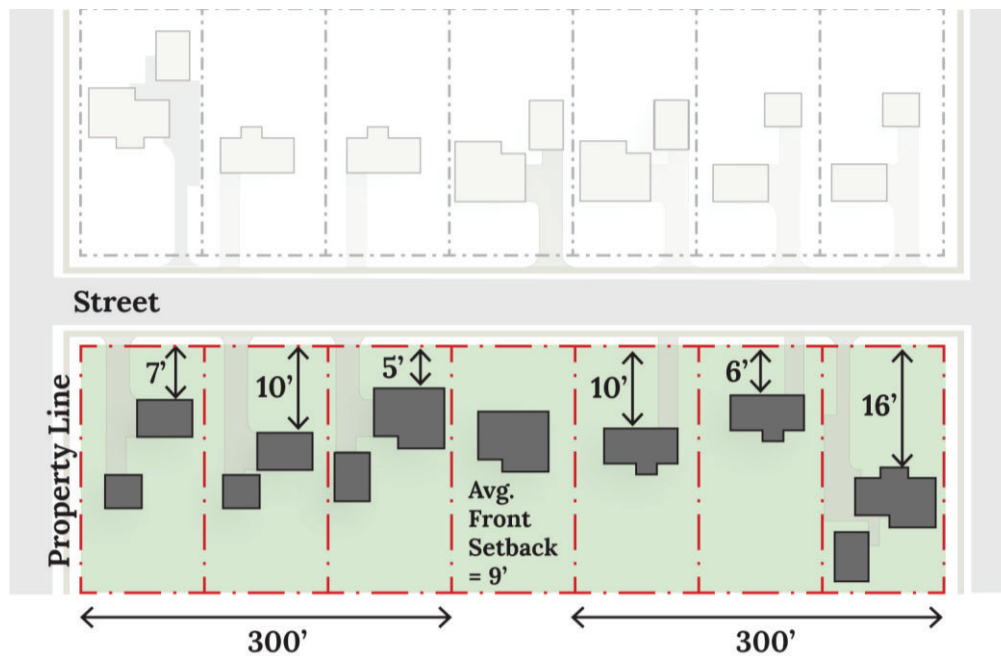 Street
Property Line
7’
10’
5’
10’
6’
16’
Avg.
Front
Setback
= 9’
300’
300’